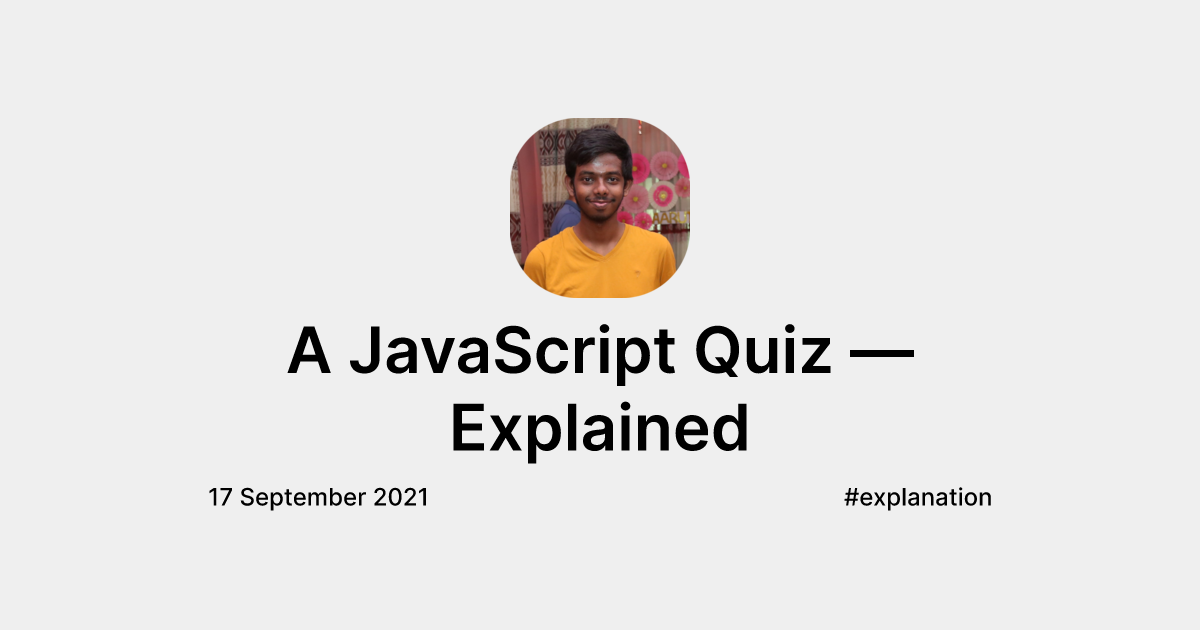 A JavaScript Quiz —
Explained
17 September 2021
#explanation